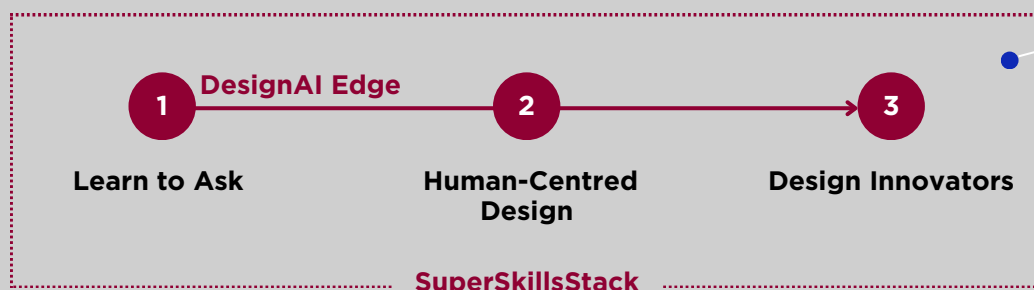 DesignAI Edge
1
2
3
Learn to Ask
Human-Centred
Design
Design Innovators
SuperSkillsStack